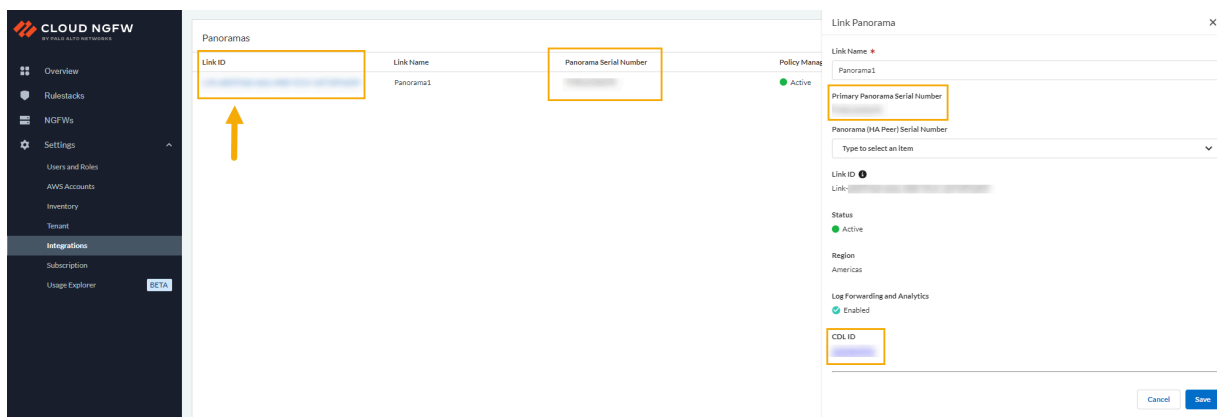 CLOUD NGFW
BY PALO ALTO NETWORKS
Overview
Rulestacks
NGFWs
Settings
Users and Roles
AWS Accounts
Inventory
Tenant
Integrations
Subscription
Usage Explorer BETA
Panoramas
Link ID Link Name Panorama Serial Number Policy Manag
Panorama1 Active
Link Panorama
Link Name *
Panorama1
Primary Panorama Serial Number
Panorama (HA Peer) Serial Number
Type to select an item
Link ID
Link-
Status
Active
Region
Americas
Log Forwarding and Analytics
Enabled
CDL ID
Cancel Save